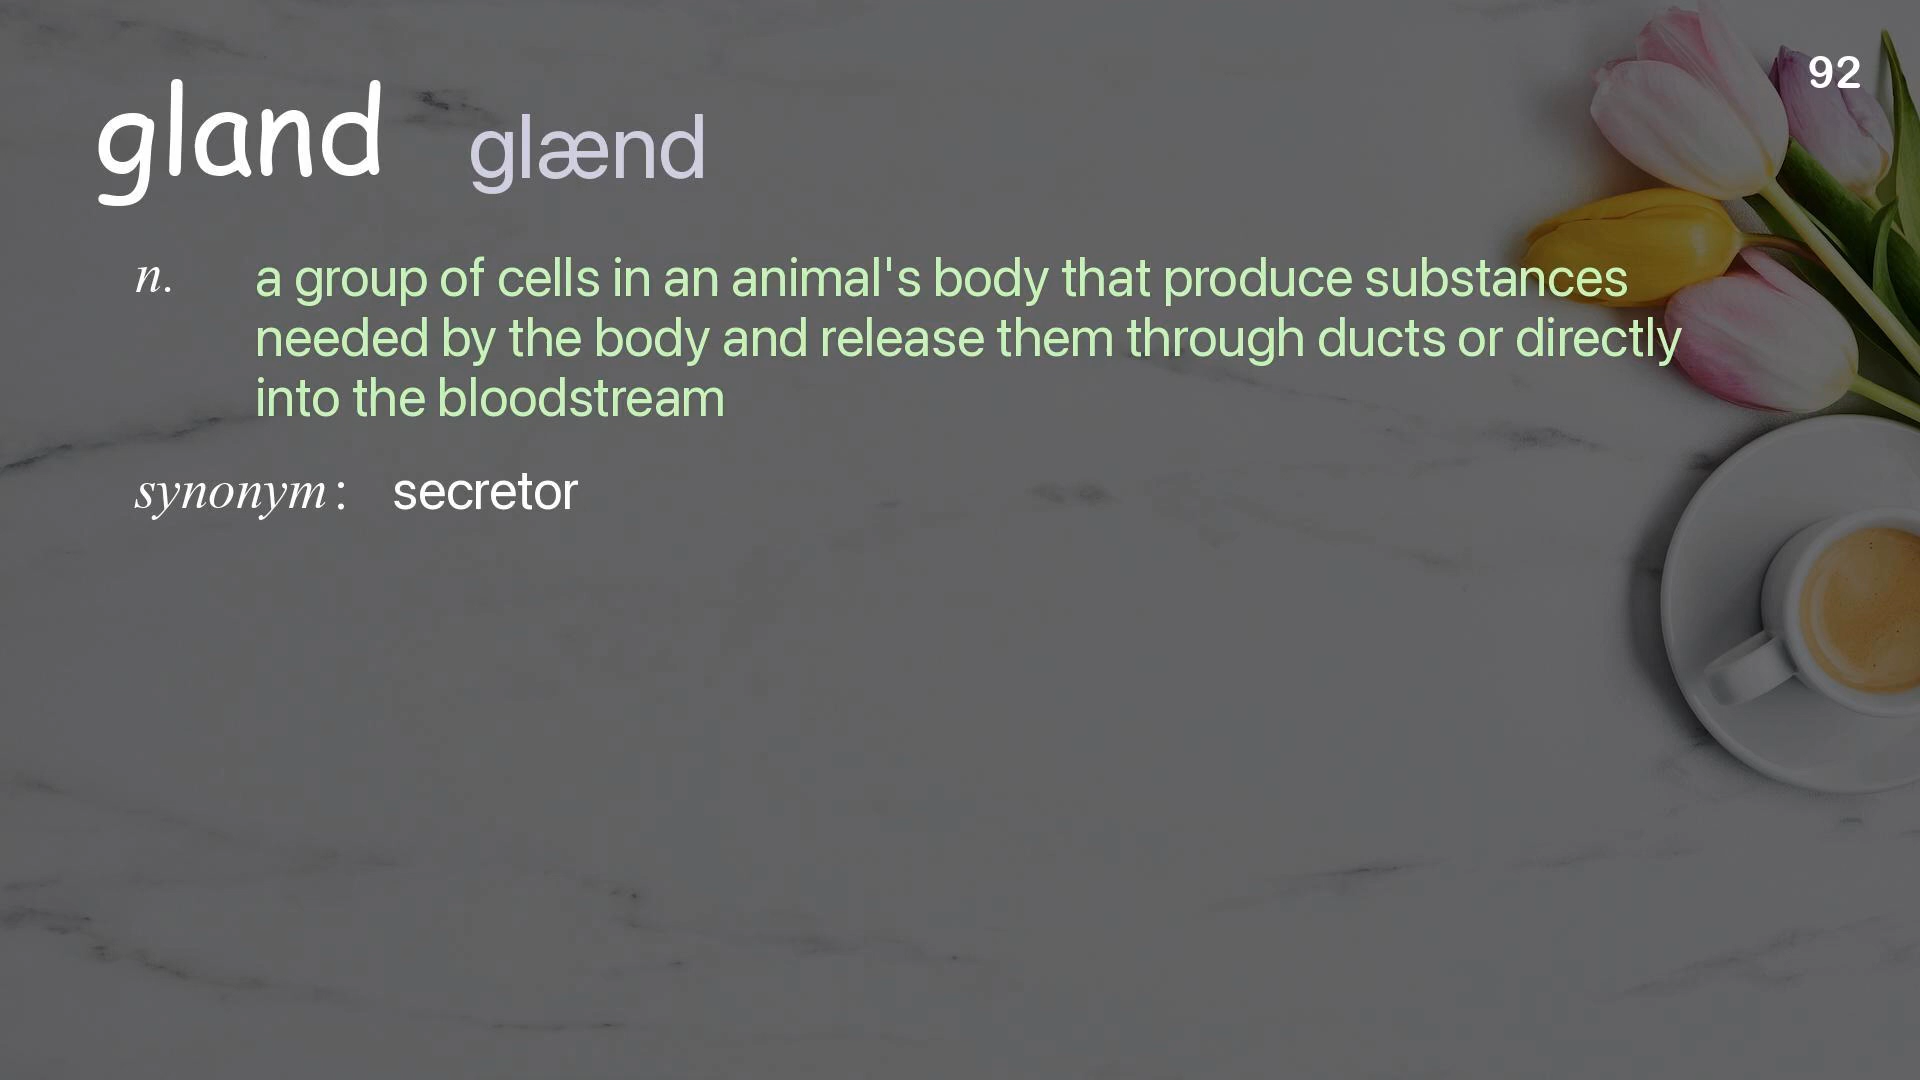 92
gland glænd
n. a group of cells in an animal's body that produce substances
needed by the body and release them through ducts or directly
into the bloodstream
synonym: secretor